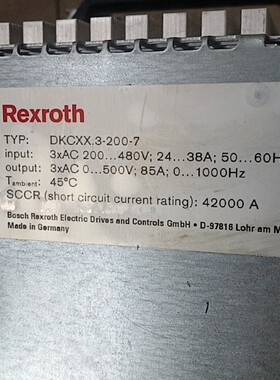 Rexroth
TYP: DKCXX.3-200-7
input: 3xAC 200...480V; 24...38A; 50...60H
output: 3xAC 0...500V; 85A; 0...1000Hz
Tambient: 45°C
SCCR (short circuit current rating): 42000 A
Bosch Rexroth Electric Drives and Controls GmbH • D-97816 Lohr am M
Made in Germany